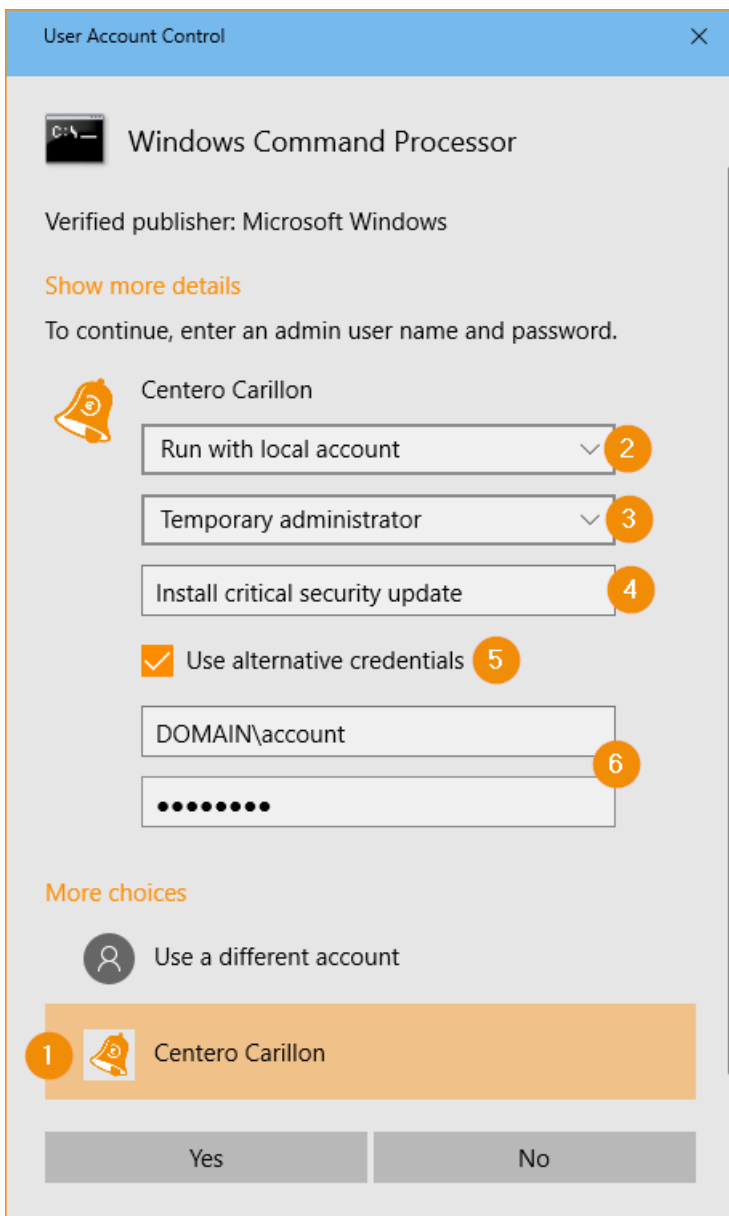 User Account Control
C:\_
Windows Command Processor
Verified publisher: Microsoft Windows
Show more details
To continue, enter an admin user name and password.
Centero Carillon
Run with local account 2
Temporary administrator 3
Install critical security update 4
Use alternative credentials 5
DOMAIN\account
6
●●●●●●●●
More choices
Use a different account
1 Centero Carillon
Yes No